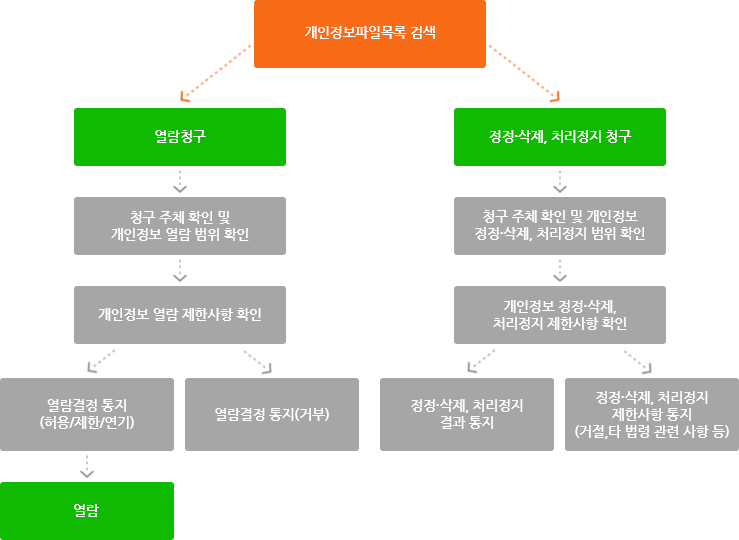 개인정보파일목록 검색
열람청구
정정·삭제, 처리정지 청구
청구 주체 확인 및
개인정보 열람 범위 확인
청구 주체 확인 및 개인정보
정정·삭제, 처리정지 범위 확인
개인정보 열람 제한사항 확인
개인정보 정정·삭제,
처리정지 제한사항 확인
열람결정 통지
(허용/제한/연기)
열람결정 통지(거부)
정정·삭제, 처리정지
결과 통지
정정·삭제, 처리정지
제한사항 통지
(거절,타 법령 관련 사항 등)
열람